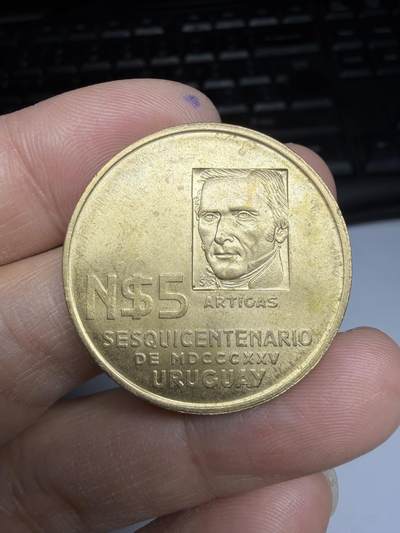 N$5
ARTIGAS
SESQUICENTENARIO
DE MDCCCXXV
URUGUAY